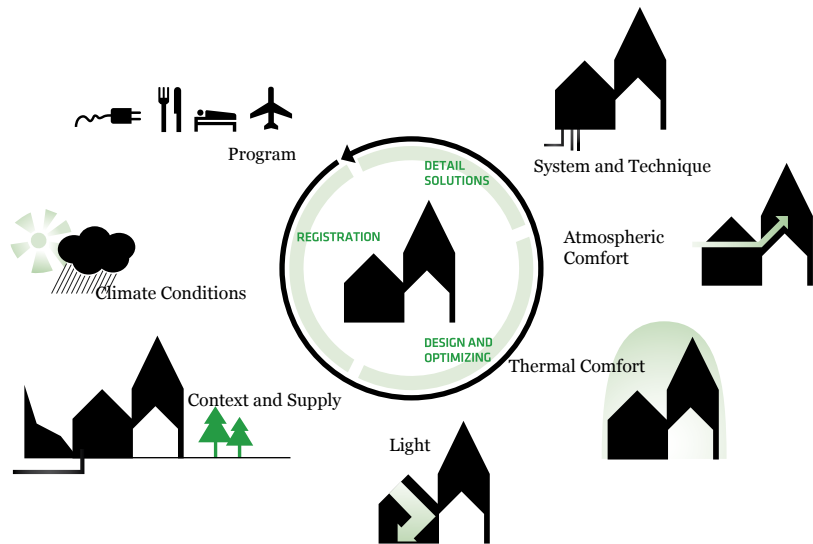 Program
DETAIL
SOLUTIONS
System and Technique
REGISTRATION
Atmospheric
Comfort
Climate Conditions
DESIGN AND
OPTIMIZING
Thermal Comfort
Context and Supply
Light